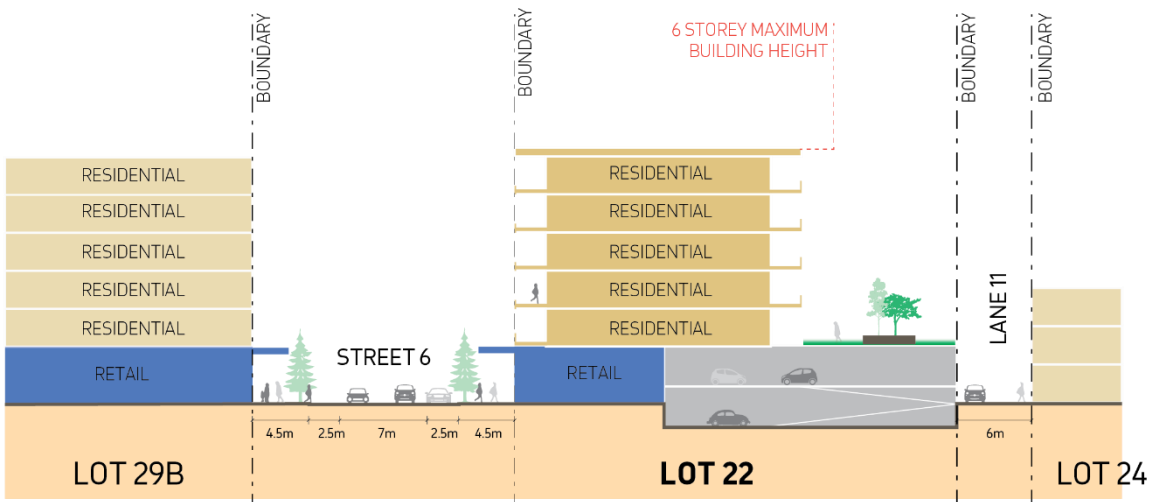 BOUNDARY
BOUNDARY
6 STOREY MAXIMUM
BUILDING HEIGHT
BOUNDARY
BOUNDARY
RESIDENTIAL
RESIDENTIAL
RESIDENTIAL
RESIDENTIAL
RESIDENTIAL
RETAIL
STREET 6
RESIDENTIAL
RESIDENTIAL
RESIDENTIAL
RESIDENTIAL
RESIDENTIAL
RETAIL
LANE 11
4.5m
2.5m
7m
2.5m
4.5m
6m
LOT 29B
LOT 22
LOT 24